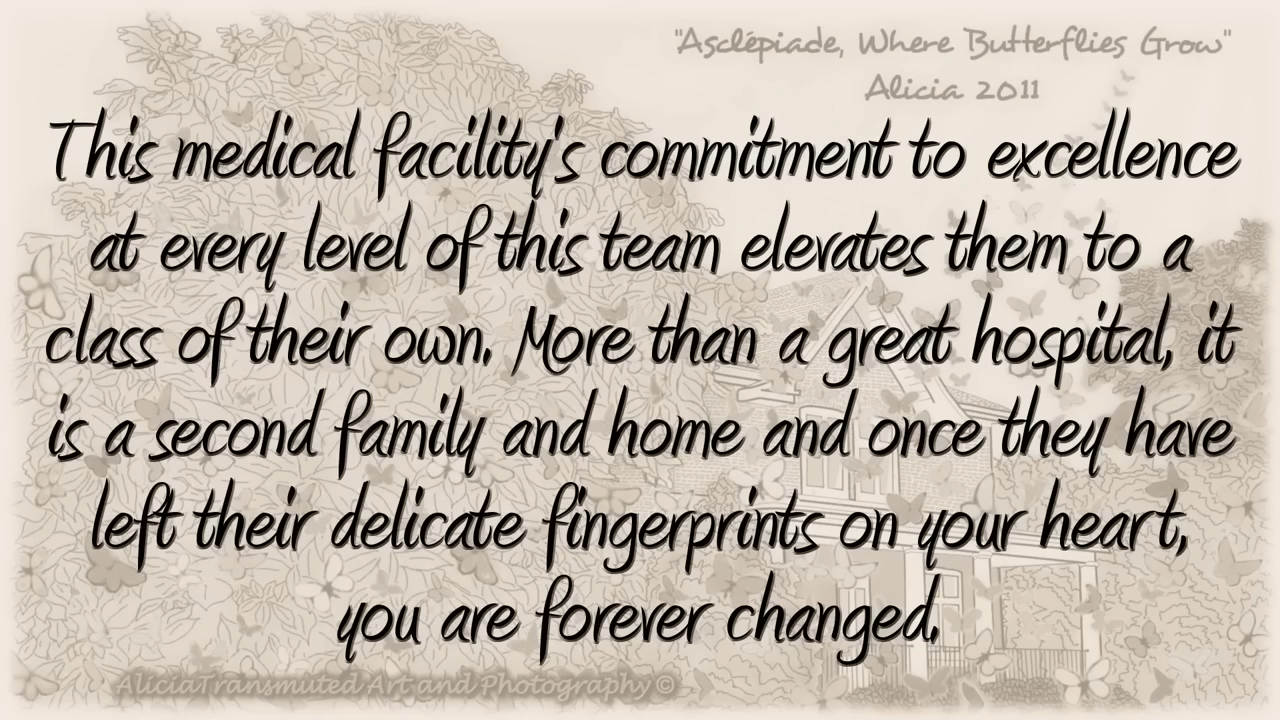 "Asclépiade, Where Butterflies Grow"
Alicia 2011
This medical facility's commitment to excellence
at every level of this team elevates them to a
class of their own. More than a great hospital, it
is a second family and home and once they have
left their delicate fingerprints on your heart,
you are forever changed.
AliciaTransmuted Art and Photography ©